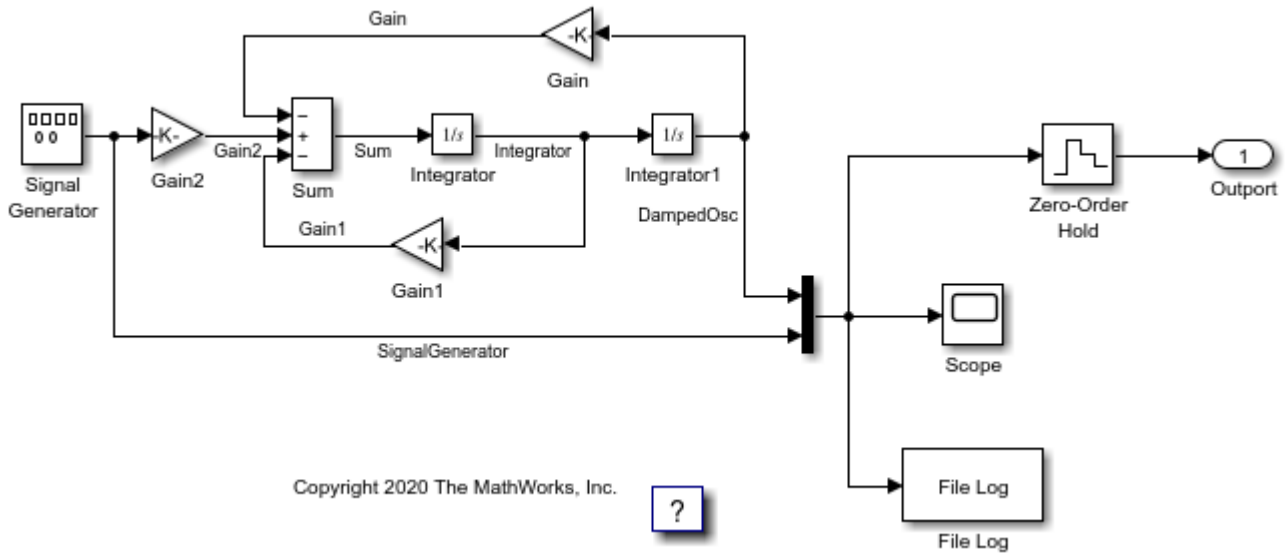 Gain
-K-
Gain
Signal
Generator
-K-
Gain2
Gain2
−
+
−
Sum
Sum
1/s
Integrator
Integrator
1/s
Integrator1
DampedOsc
Gain1
-K-
Gain1
SignalGenerator
Zero-Order
Hold
1
Outport
Scope
File Log
File Log
Copyright 2020 The MathWorks, Inc.
?